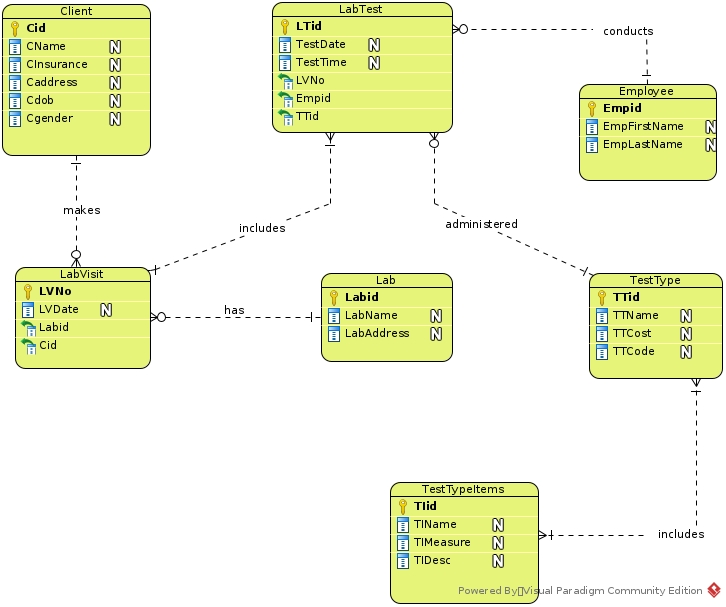 Client
Cid
CName N
CInsurance N
Caddress N
Cdob N
Cgender N
LabTest
LTid
TestDate N
TestTime N
LVNo
Empid
TTid
conducts
Employee
Empid
EmpFirstName N
EmpLastName N
makes
includes
administered
LabVisit
LVNo
LVDate N
Labid
Cid
has
Lab
Labid
LabName N
LabAddress N
TestType
TTid
TTName N
TTCost N
TTCode N
TestTypeItems
TIid
TIName N
TIMeasure N
TIDesc N
includes
Powered By▯Visual Paradigm Community Edition